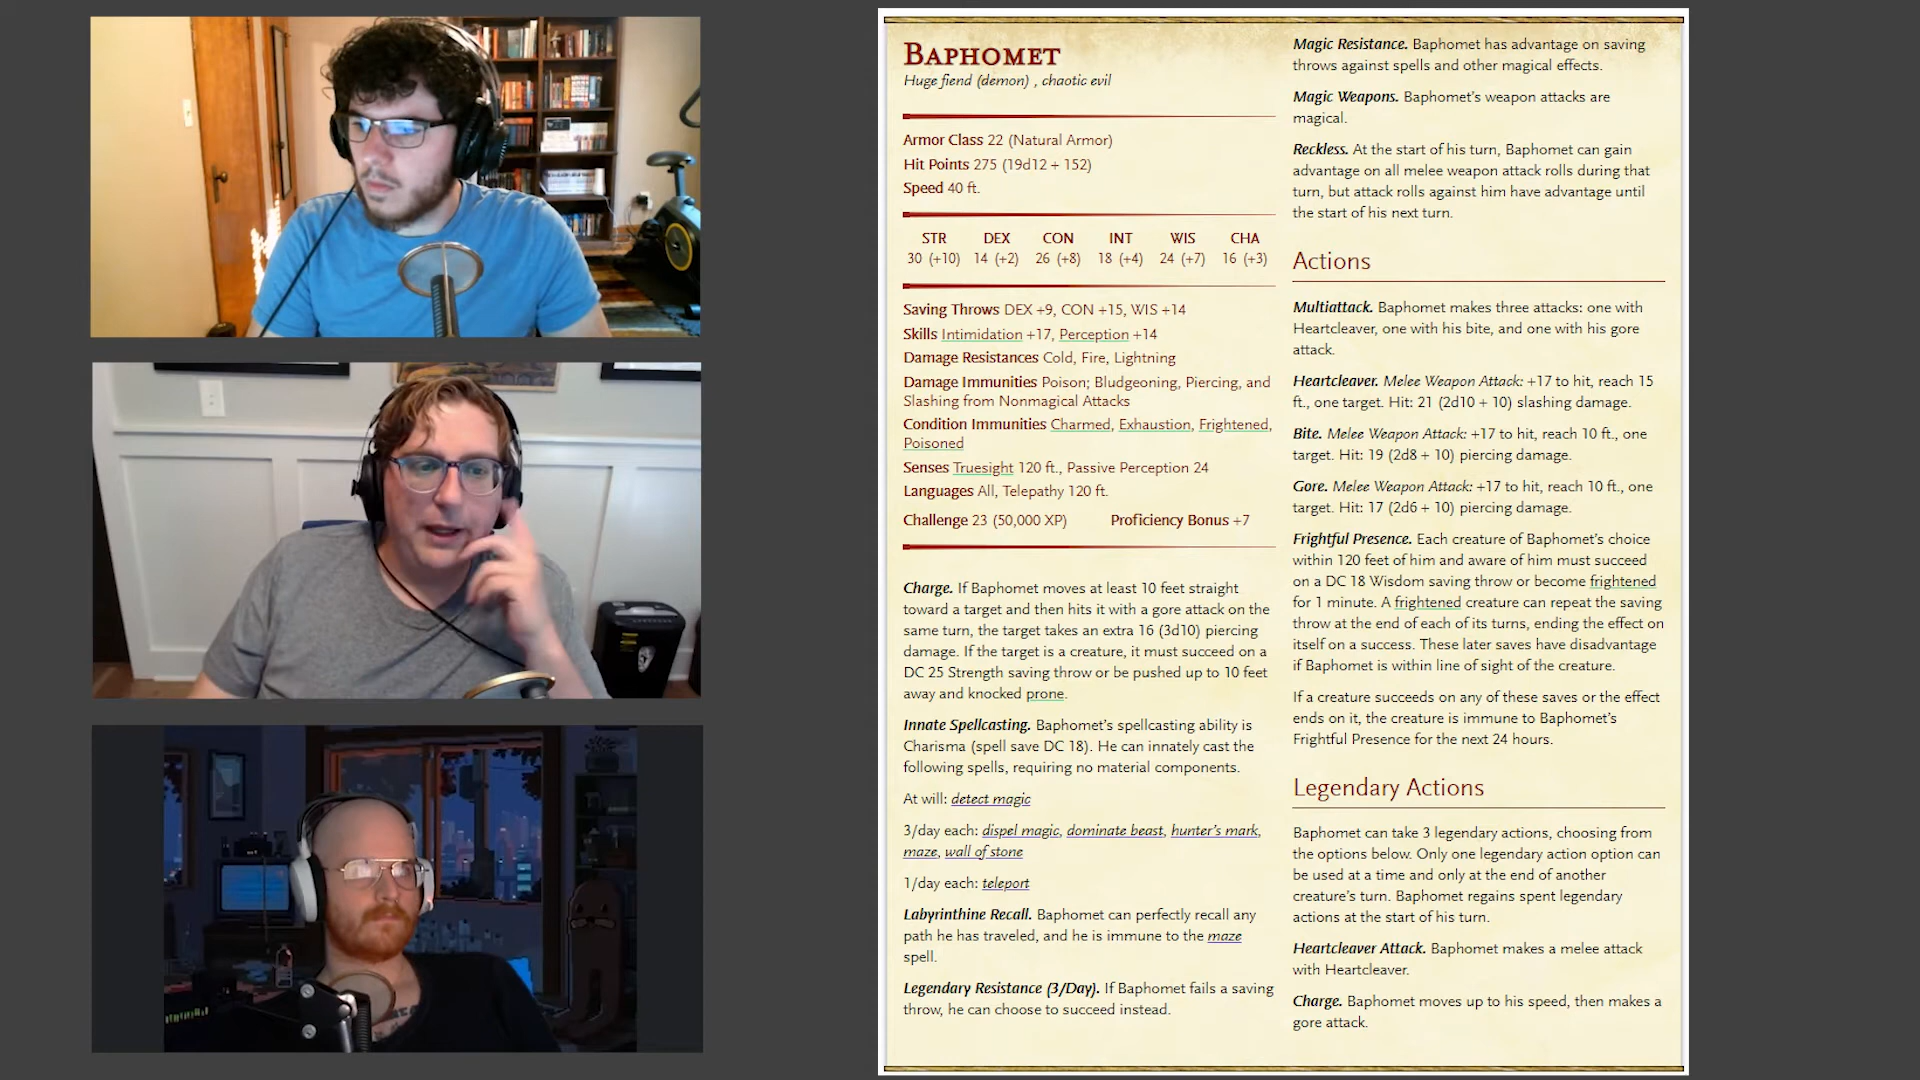 BAPHOMET
Huge fiend (demon) , chaotic evil
Armor Class 22 (Natural Armor)
Hit Points 275 (19d12 + 152)
Speed 40 ft.
STR DEX CON INT WIS CHA
30 (+10) 14 (+2) 26 (+8) 18 (+4) 24 (+7) 16 (+3)
Saving Throws DEX +9, CON +15, WIS +14
Skills Intimidation +17, Perception +14
Damage Resistances Cold, Fire, Lightning
Damage Immunities Poison; Bludgeoning, Piercing, and
Slashing from Nonmagical Attacks
Condition Immunities Charmed, Exhaustion, Frightened,
Poisoned
Senses Truesight 120 ft., Passive Perception 24
Languages All, Telepathy 120 ft.
Challenge 23 (50,000 XP) Proficiency Bonus +7
Charge. If Baphomet moves at least 10 feet straight
toward a target and then hits it with a gore attack on the
same turn, the target takes an extra 16 (3d10) piercing
damage. If the target is a creature, it must succeed on a
DC 25 Strength saving throw or be pushed up to 10 feet
away and knocked prone.
Innate Spellcasting. Baphomet's spellcasting ability is
Charisma (spell save DC 18). He can innately cast the
following spells, requiring no material components.
At will: detect magic
3/day each: dispel magic, dominate beast, hunter's mark,
maze, wall of stone
1/day each: teleport
Labyrinthine Recall. Baphomet can perfectly recall any
path he has traveled, and he is immune to the maze
spell.
Legendary Resistance (3/Day). If Baphomet fails a saving
throw, he can choose to succeed instead.
Magic Resistance. Baphomet has advantage on saving
throws against spells and other magical effects.
Magic Weapons. Baphomet's weapon attacks are
magical.
Reckless. At the start of his turn, Baphomet can gain
advantage on all melee weapon attack rolls during that
turn, but attack rolls against him have advantage until
the start of his next turn.
Actions
Multiattack. Baphomet makes three attacks: one with
Heartcleaver, one with his bite, and one with his gore
attack.
Heartcleaver. Melee Weapon Attack: +17 to hit, reach 15
ft., one target. Hit: 21 (2d10 + 10) slashing damage.
Bite. Melee Weapon Attack: +17 to hit, reach 10 ft., one
target. Hit: 19 (2d8 + 10) piercing damage.
Gore. Melee Weapon Attack: +17 to hit, reach 10 ft., one
target. Hit: 17 (2d6 + 10) piercing damage.
Frightful Presence. Each creature of Baphomet's choice
within 120 feet of him and aware of him must succeed
on a DC 18 Wisdom saving throw or become frightened
for 1 minute. A frightened creature can repeat the saving
throw at the end of each of its turns, ending the effect on
itself on a success. These later saves have disadvantage
if Baphomet is within line of sight of the creature.
If a creature succeeds on any of these saves or the effect
ends on it, the creature is immune to Baphomet's
Frightful Presence for the next 24 hours.
Legendary Actions
Baphomet can take 3 legendary actions, choosing from
the options below. Only one legendary action option can
be used at a time and only at the end of another
creature's turn. Baphomet regains spent legendary
actions at the start of his turn.
Heartcleaver Attack. Baphomet makes a melee attack
with Heartcleaver.
Charge. Baphomet moves up to his speed, then makes a
gore attack.